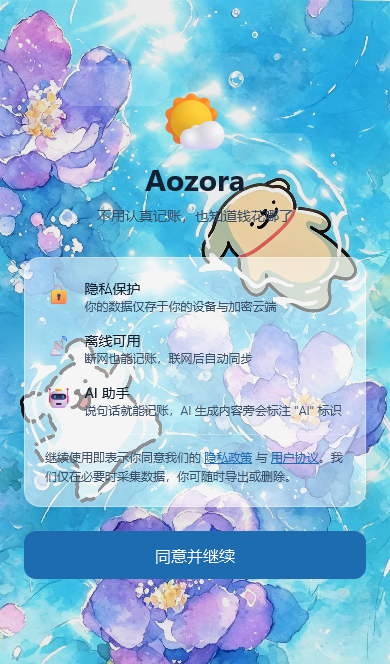 Aozora
不用认真记账，也知道钱花哪了
隐私保护
你的数据仅存于你的设备与加密云端
离线可用
断网也能记账，联网后自动同步
AI 助手
说句话就能记账，AI 生成内容旁会标注 "AI" 标识
继续使用即表示你同意我们的 隐私政策 与 用户协议。我
们仅在必要时采集数据，你可随时导出或删除。
同意并继续